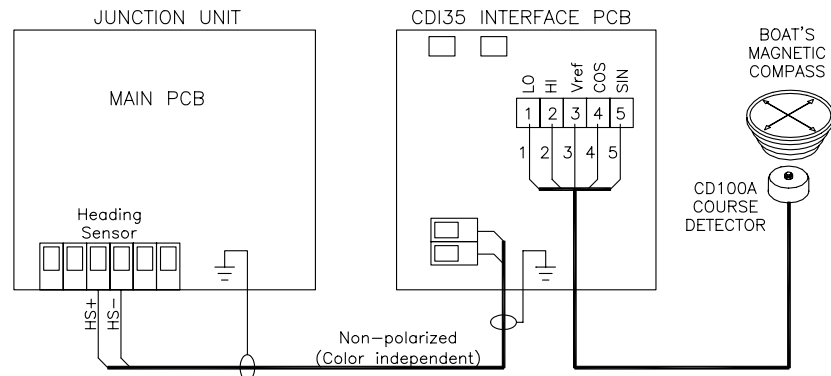 JUNCTION UNIT
CDI35 INTERFACE PCB
BOAT'S
MAGNETIC
COMPASS
MAIN PCB
LO
HI
Vref
COS
SIN
1 2 3 4 5
1 2 3 4 5
CD100A
COURSE
DETECTOR
Heading
Sensor
HS+
HS-
Non-polarized
(Color independent)